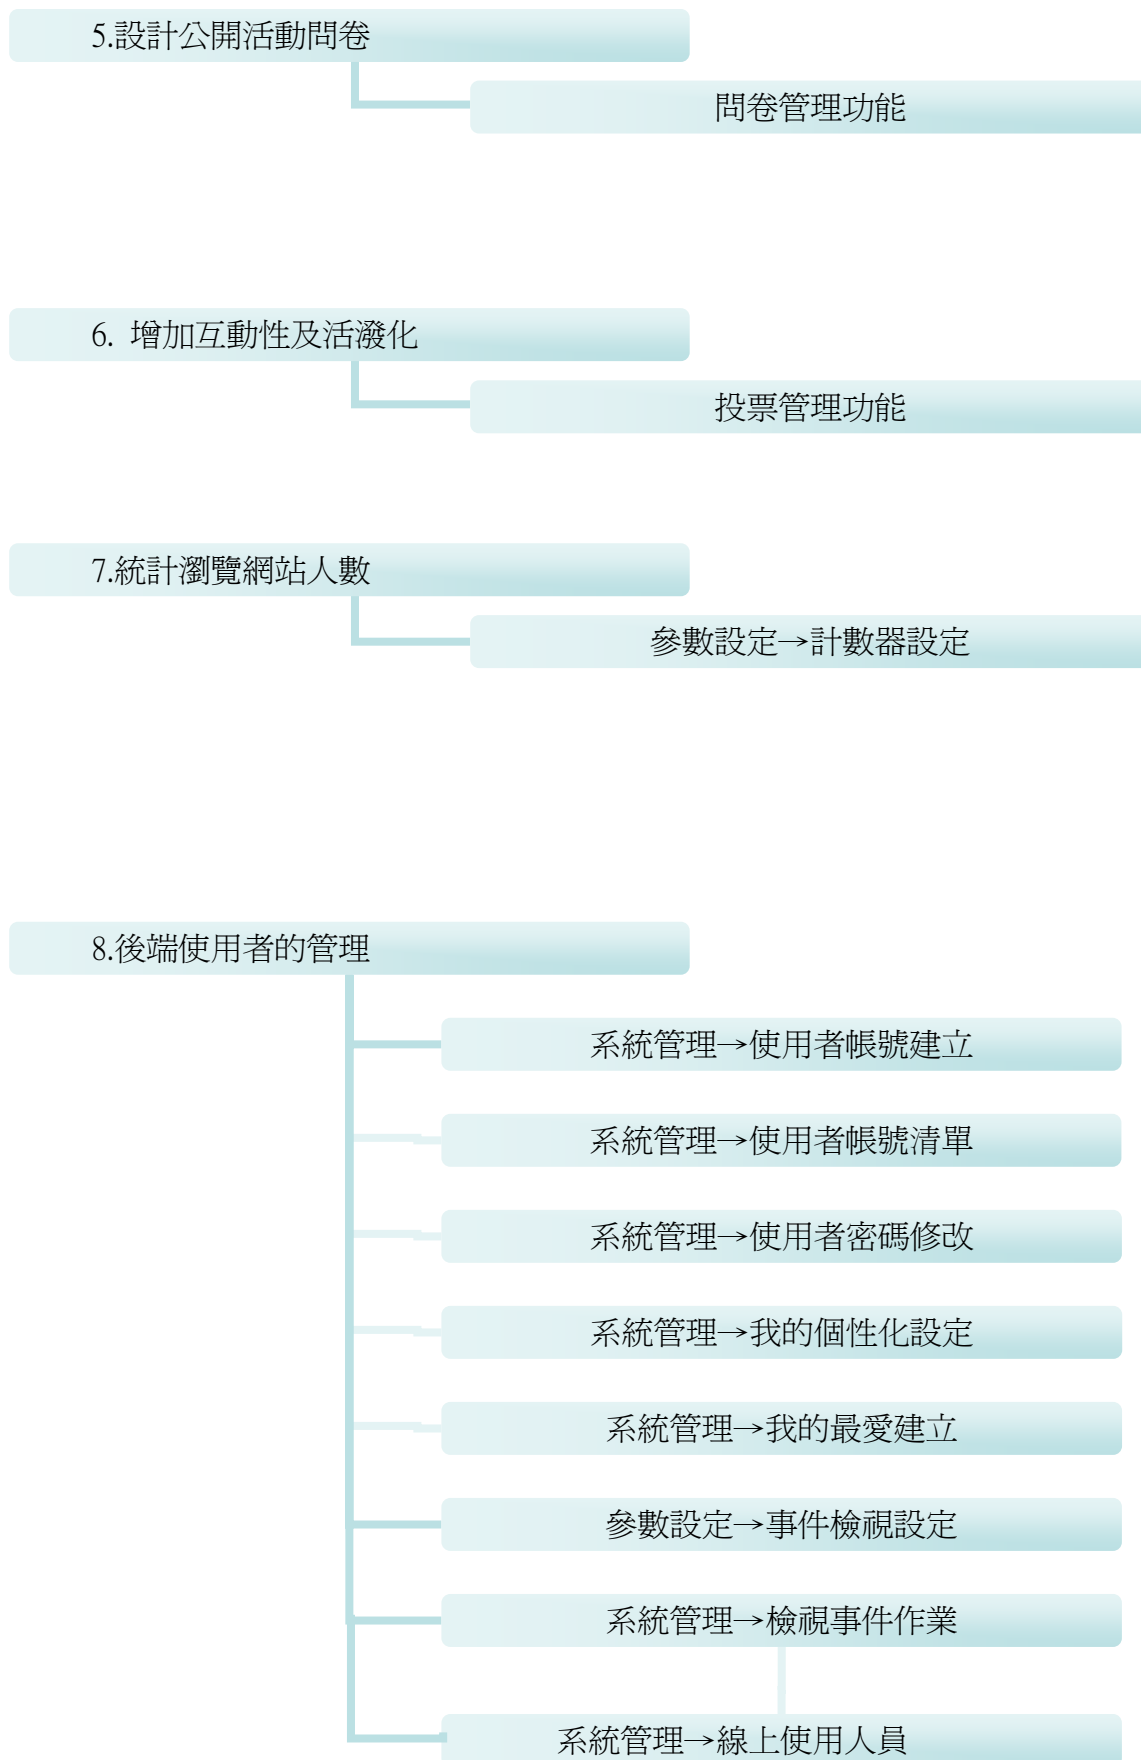 5.設計公開活動問卷
問卷管理功能
6. 增加互動性及活潑化
投票管理功能
7.統計瀏覽網站人數
參數設定→計數器設定
8.後端使用者的管理
系統管理→使用者帳號建立
系統管理→使用者帳號清單
系統管理→使用者密碼修改
系統管理→我的個性化設定
系統管理→我的最愛建立
參數設定→事件檢視設定
系統管理→檢視事件作業
系統管理→線上使用人員